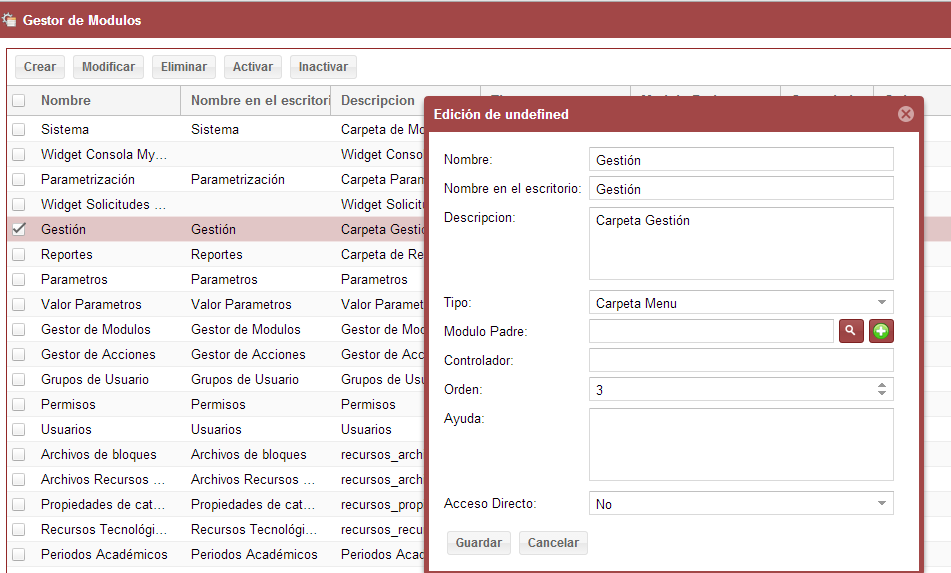 Gestor de Modulos
Crear Modificar Eliminar Activar Inactivar
Nombre Nombre en el escritori Descripcion
Sistema Sistema Carpeta de Mo
Widget Consola My... Widget Conso
Parametrización Parametrización Carpeta Paran
Widget Solicitudes ... Widget Solicitu
Gestión Gestión Carpeta Gestió
Reportes Reportes Carpeta de Re
Parametros Parametros Parametros
Valor Parametros Valor Parametros Valor Paramet
Gestor de Modulos Gestor de Modulos Gestor de Mod
Gestor de Acciones Gestor de Acciones Gestor de Acc
Grupos de Usuario Grupos de Usuario Grupos de Usu
Permisos Permisos Permisos
Usuarios Usuarios Usuarios
Archivos de bloques Archivos de bloques recursos_arch
Archivos Recursos ... Archivos Recursos ... recursos_arch
Propiedades de cat... Propiedades de cat... recursos_prop
Recursos Tecnológi... Recursos Tecnológi... recursos_recu
Periodos Académicos Periodos Académicos Periodos Acad
Edición de undefined
Nombre: Gestión
Nombre en el escritorio: Gestión
Descripcion: Carpeta Gestión
Tipo: Carpeta Menu
Modulo Padre:
Controlador:
Orden: 3
Ayuda:
Acceso Directo: No
Guardar Cancelar